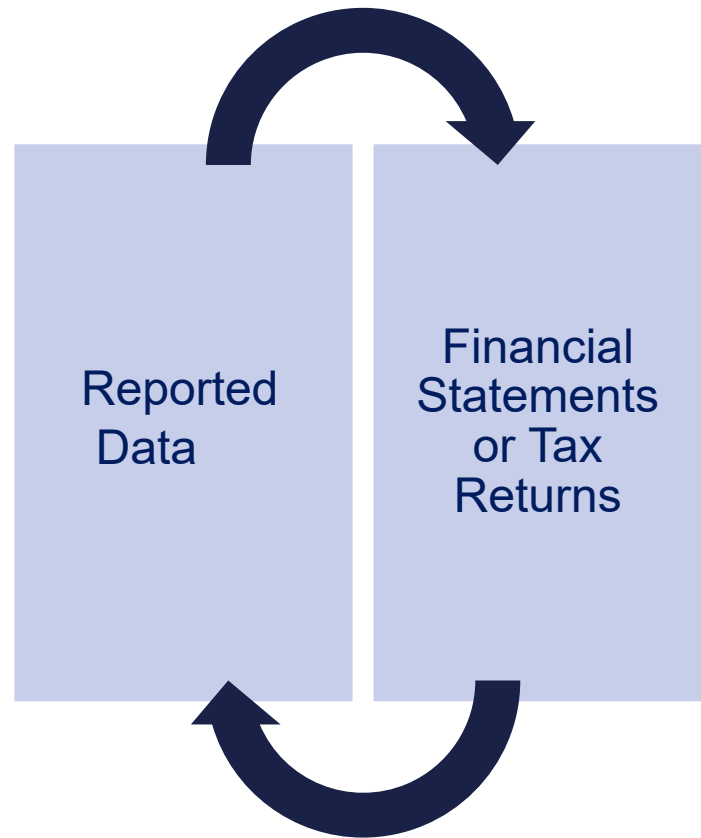 Reported
Data
Financial
Statements
or Tax
Returns